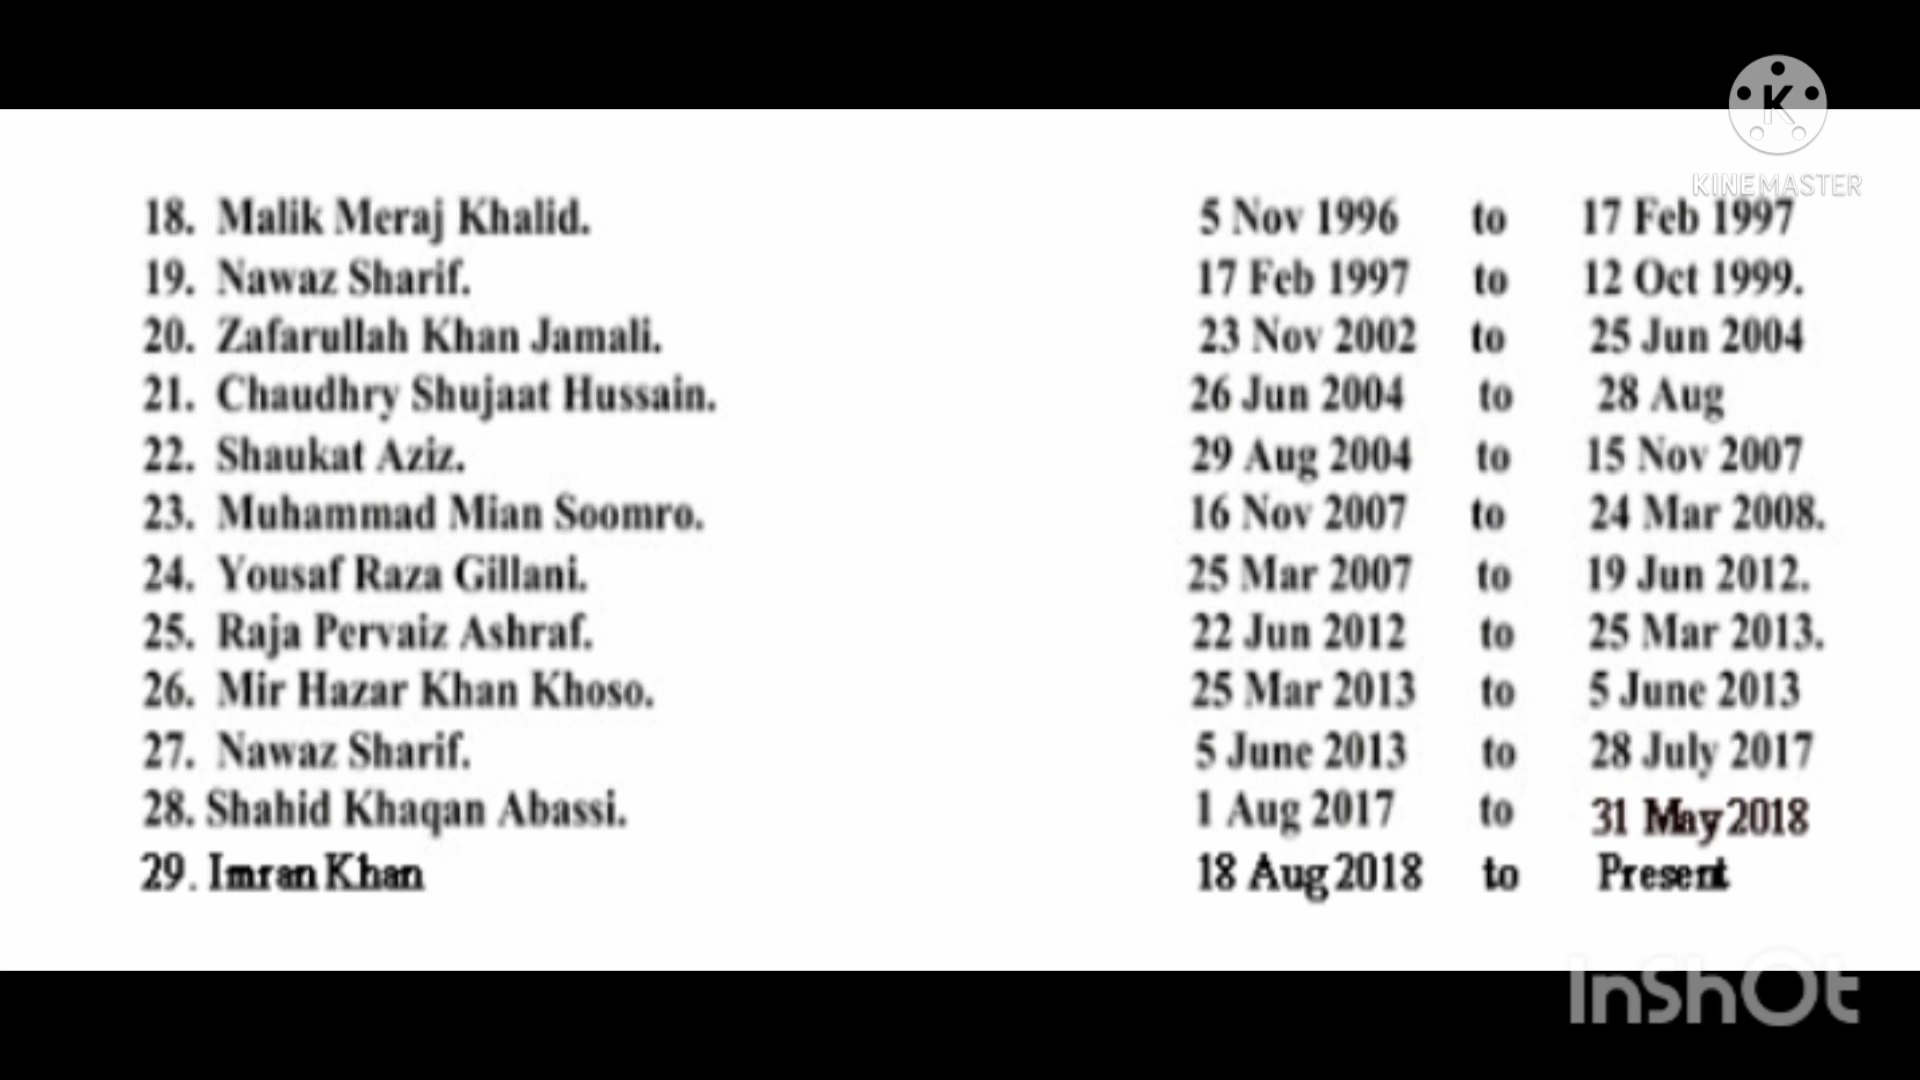 KINEMASTER
18. Malik Meraj Khalid. 5 Nov 1996 to 17 Feb 1997
19. Nawaz Sharif. 17 Feb 1997 to 12 Oct 1999.
20. Zafarullah Khan Jamali. 23 Nov 2002 to 25 Jun 2004
21. Chaudhry Shujaat Hussain. 26 Jun 2004 to 28 Aug
22. Shaukat Aziz. 29 Aug 2004 to 15 Nov 2007
23. Muhammad Mian Soomro. 16 Nov 2007 to 24 Mar 2008.
24. Yousaf Raza Gillani. 25 Mar 2007 to 19 Jun 2012.
25. Raja Pervaiz Ashraf. 22 Jun 2012 to 25 Mar 2013.
26. Mir Hazar Khan Khoso. 25 Mar 2013 to 5 June 2013
27. Nawaz Sharif. 5 June 2013 to 28 July 2017
28. Shahid Khaqan Abassi. 1 Aug 2017 to 31 May 2018
29. Imran Khan 18 Aug 2018 to Present
InShOt